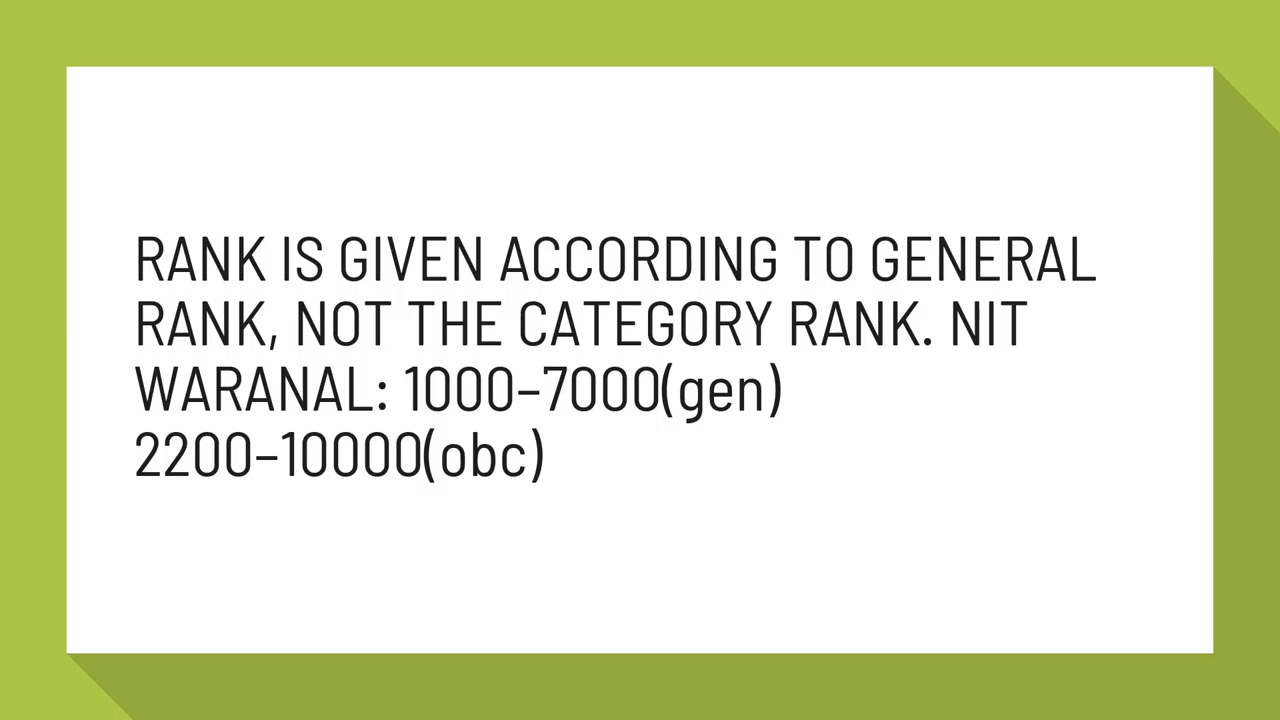 RANK IS GIVEN ACCORDING TO GENERAL
RANK, NOT THE CATEGORY RANK. NIT
WARANAL: 1000–7000(gen)
2200–10000(obc)